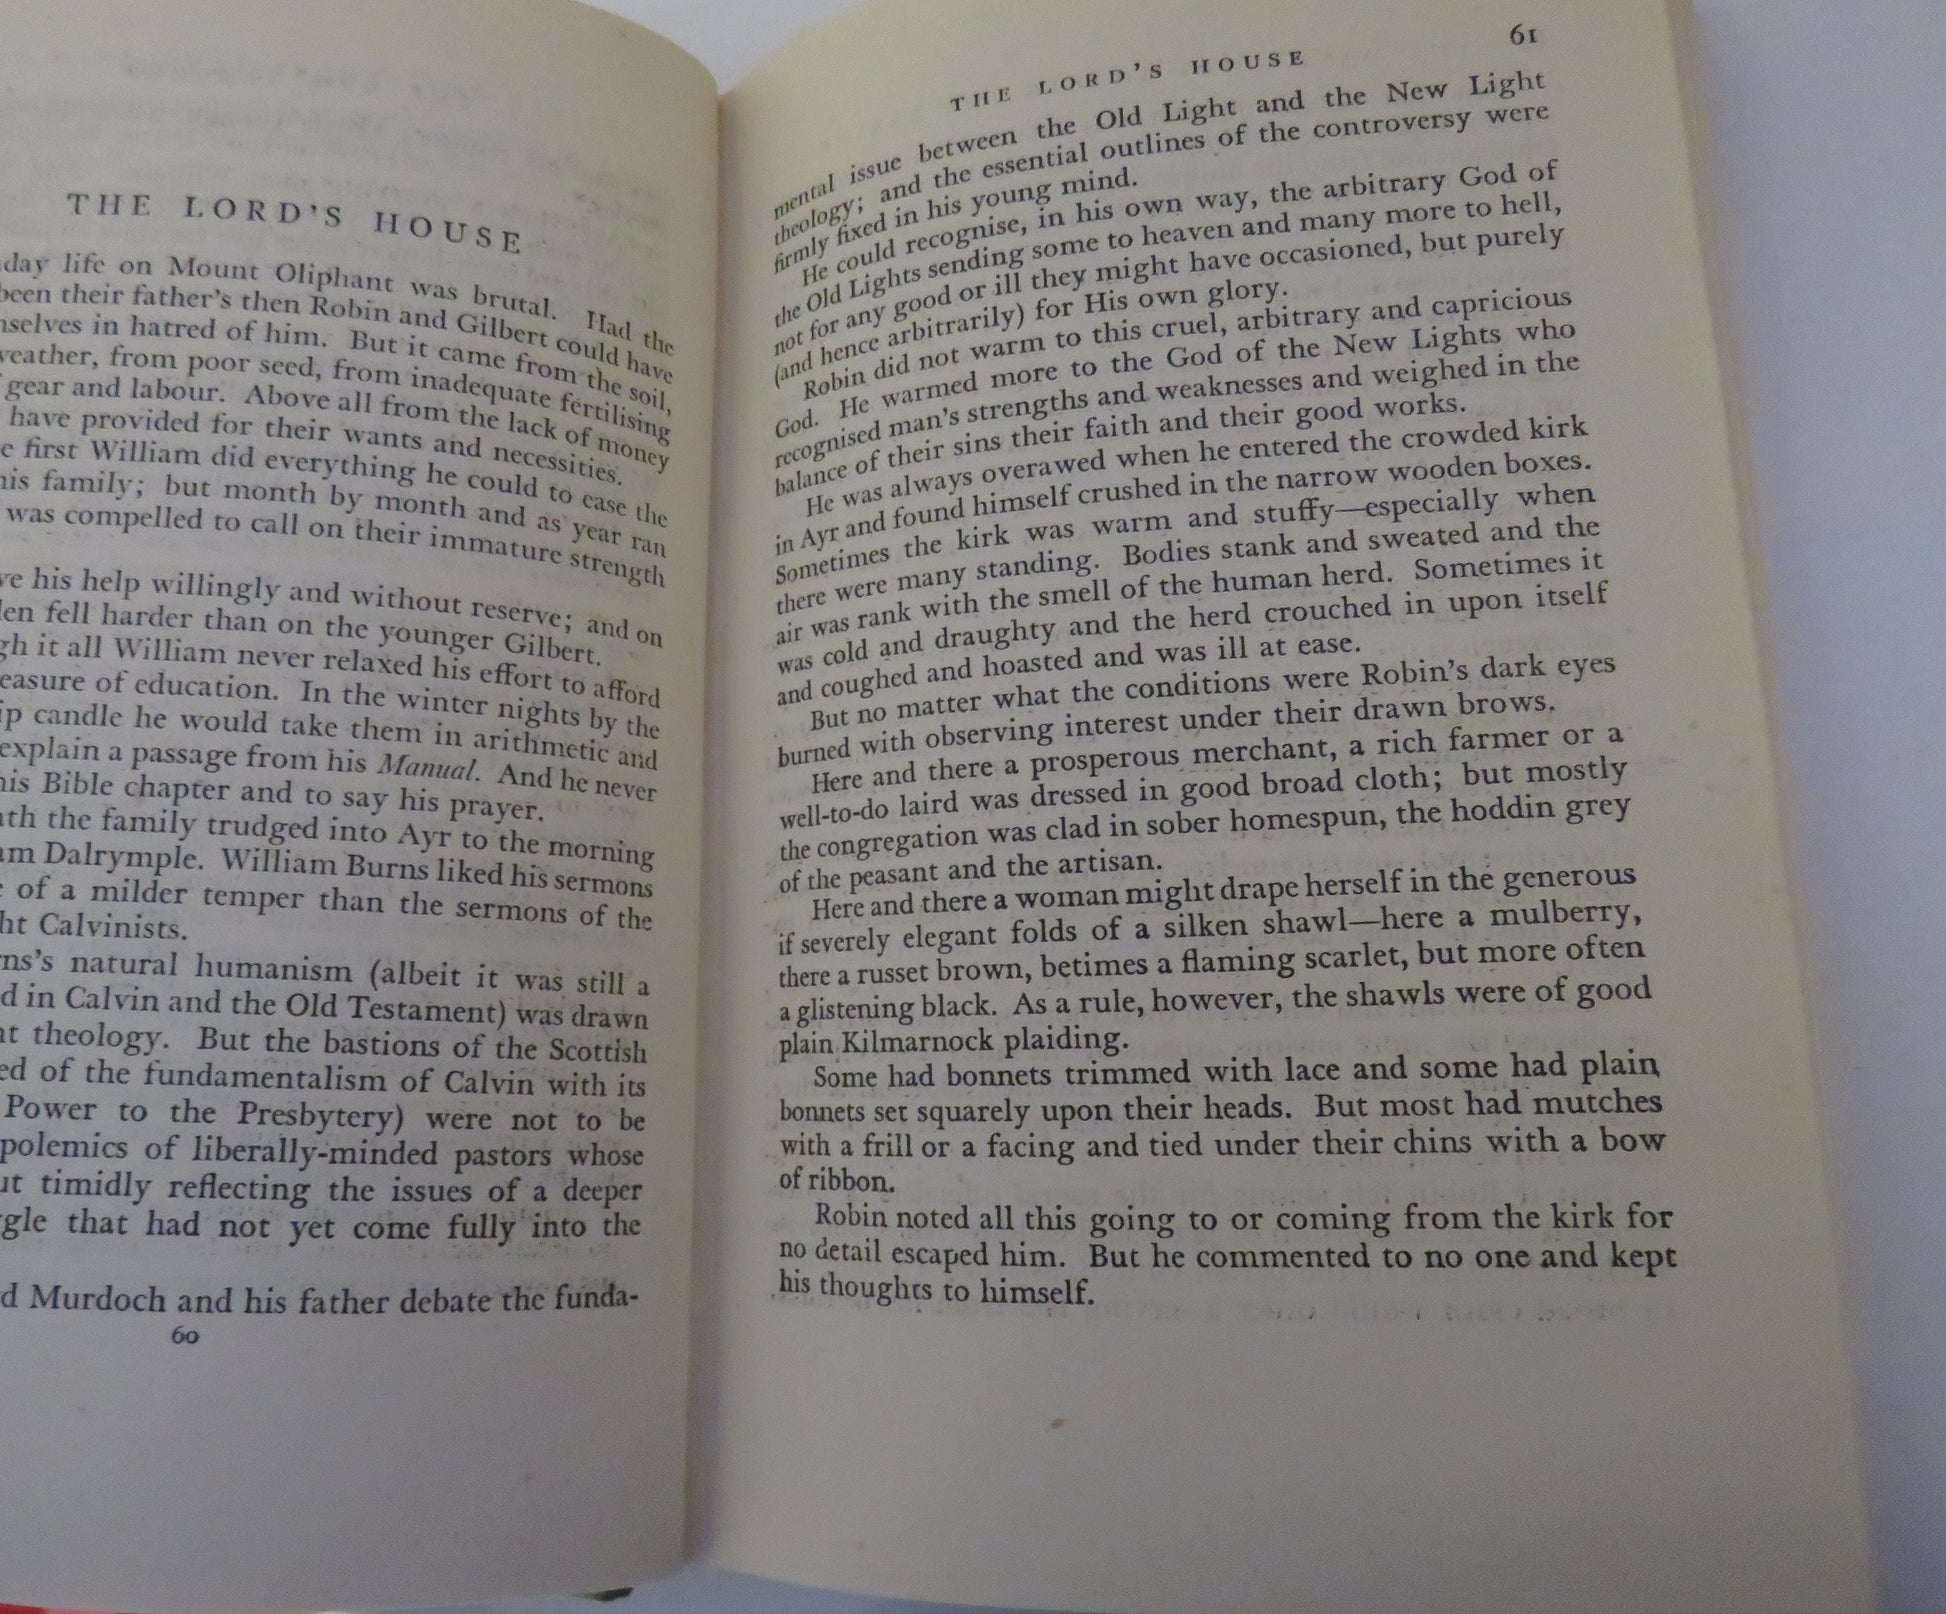 THE LORD'S HOUSE
day life on Mount Oliphant was brutal. Had the
been their father's then Robin and Gilbert could have
selves in hatred of him. But it came from the soil,
weather, from poor seed, from inadequate fertilising
gear and labour. Above all from the lack of money
have provided for their wants and necessities.
first William did everything he could to ease the
his family; but month by month and as year ran
was compelled to call on their immature strength
his help willingly and without reserve; and on
fell harder than on the younger Gilbert.
it all William never relaxed his effort to afford
of education. In the winter nights by the
candle he would take them in arithmetic and
explain a passage from his Manual. And he never
his Bible chapter and to say his prayer.
the family trudged into Ayr to the morning
Dalrymple. William Burns liked his sermons
of a milder temper than the sermons of the
Calvinists.
natural humanism (albeit it was still a
in Calvin and the Old Testament) was drawn
theology. But the bastions of the Scottish
of the fundamentalism of Calvin with its
Power to the Presbytery) were not to be
polemics of liberally-minded pastors whose
timidly reflecting the issues of a deeper
that had not yet come fully into the
Murdoch and his father debate the funda-
60
THE LORD'S HOUSE 61
mental issue between the Old Light and the New Light
theology; and the essential outlines of the controversy were
firmly fixed in his young mind.
He could recognise, in his own way, the arbitrary God of
the Old Lights sending some to heaven and many more to hell,
not for any good or ill they might have occasioned, but purely
(and hence arbitrarily) for His own glory.
Robin did not warm to this cruel, arbitrary and capricious
God. He warmed more to the God of the New Lights who
recognised man's strengths and weaknesses and weighed in the
balance of their sins their faith and their good works.
He was always overawed when he entered the crowded kirk
in Ayr and found himself crushed in the narrow wooden boxes.
Sometimes the kirk was warm and stuffy—especially when
there were many standing. Bodies stank and sweated and the
air was rank with the smell of the human herd. Sometimes it
was cold and draughty and the herd crouched in upon itself
and coughed and hoasted and was ill at ease.
But no matter what the conditions were Robin's dark eyes
burned with observing interest under their drawn brows.
Here and there a prosperous merchant, a rich farmer or a
well-to-do laird was dressed in good broad cloth; but mostly
the congregation was clad in sober homespun, the hoddin grey
of the peasant and the artisan.
Here and there a woman might drape herself in the generous
if severely elegant folds of a silken shawl—here a mulberry,
there a russet brown, betimes a flaming scarlet, but more often
a glistening black. As a rule, however, the shawls were of good
plain Kilmarnock plaiding.
Some had bonnets trimmed with lace and some had plain
bonnets set squarely upon their heads. But most had mutches
with a frill or a facing and tied under their chins with a bow
of ribbon.
Robin noted all this going to or coming from the kirk for
no detail escaped him. But he commented to no one and kept
his thoughts to himself.